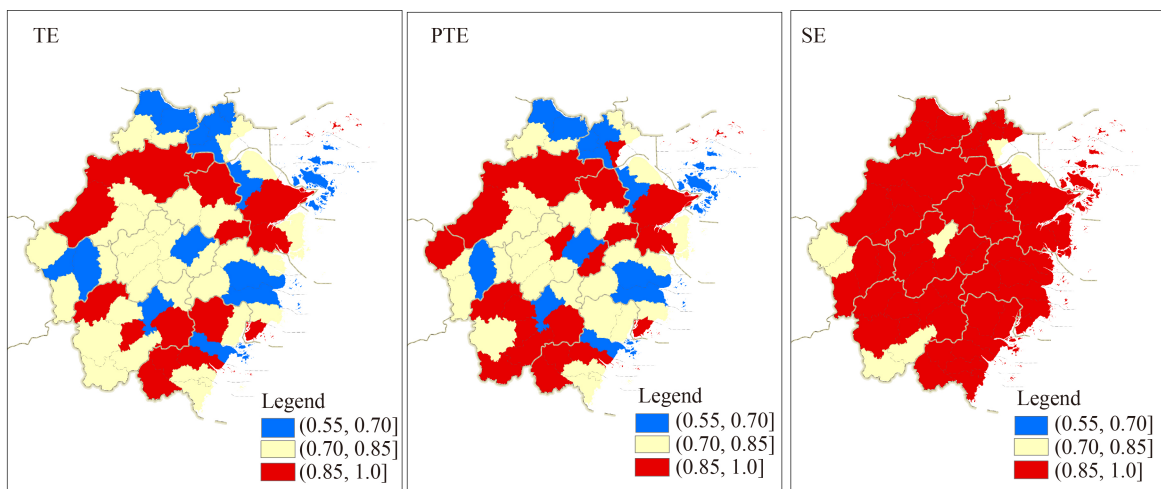 TE
Legend
(0.55, 0.70]
(0.70, 0.85]
(0.85, 1.0]
PTE
Legend
(0.55, 0.70]
(0.70, 0.85]
(0.85, 1.0]
SE
Legend
(0.55, 0.70]
(0.70, 0.85]
(0.85, 1.0]